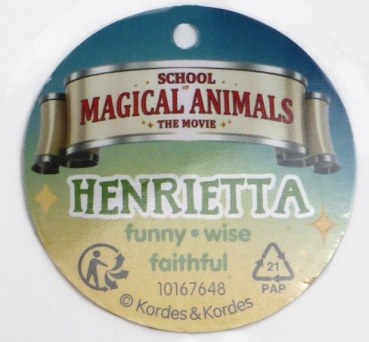 SCHOOL
OF
MAGICAL ANIMALS
THE MOVIE
HENRIETTA
funny • wise
faithful
10167648
21
PAP
© Kordes & Kordes